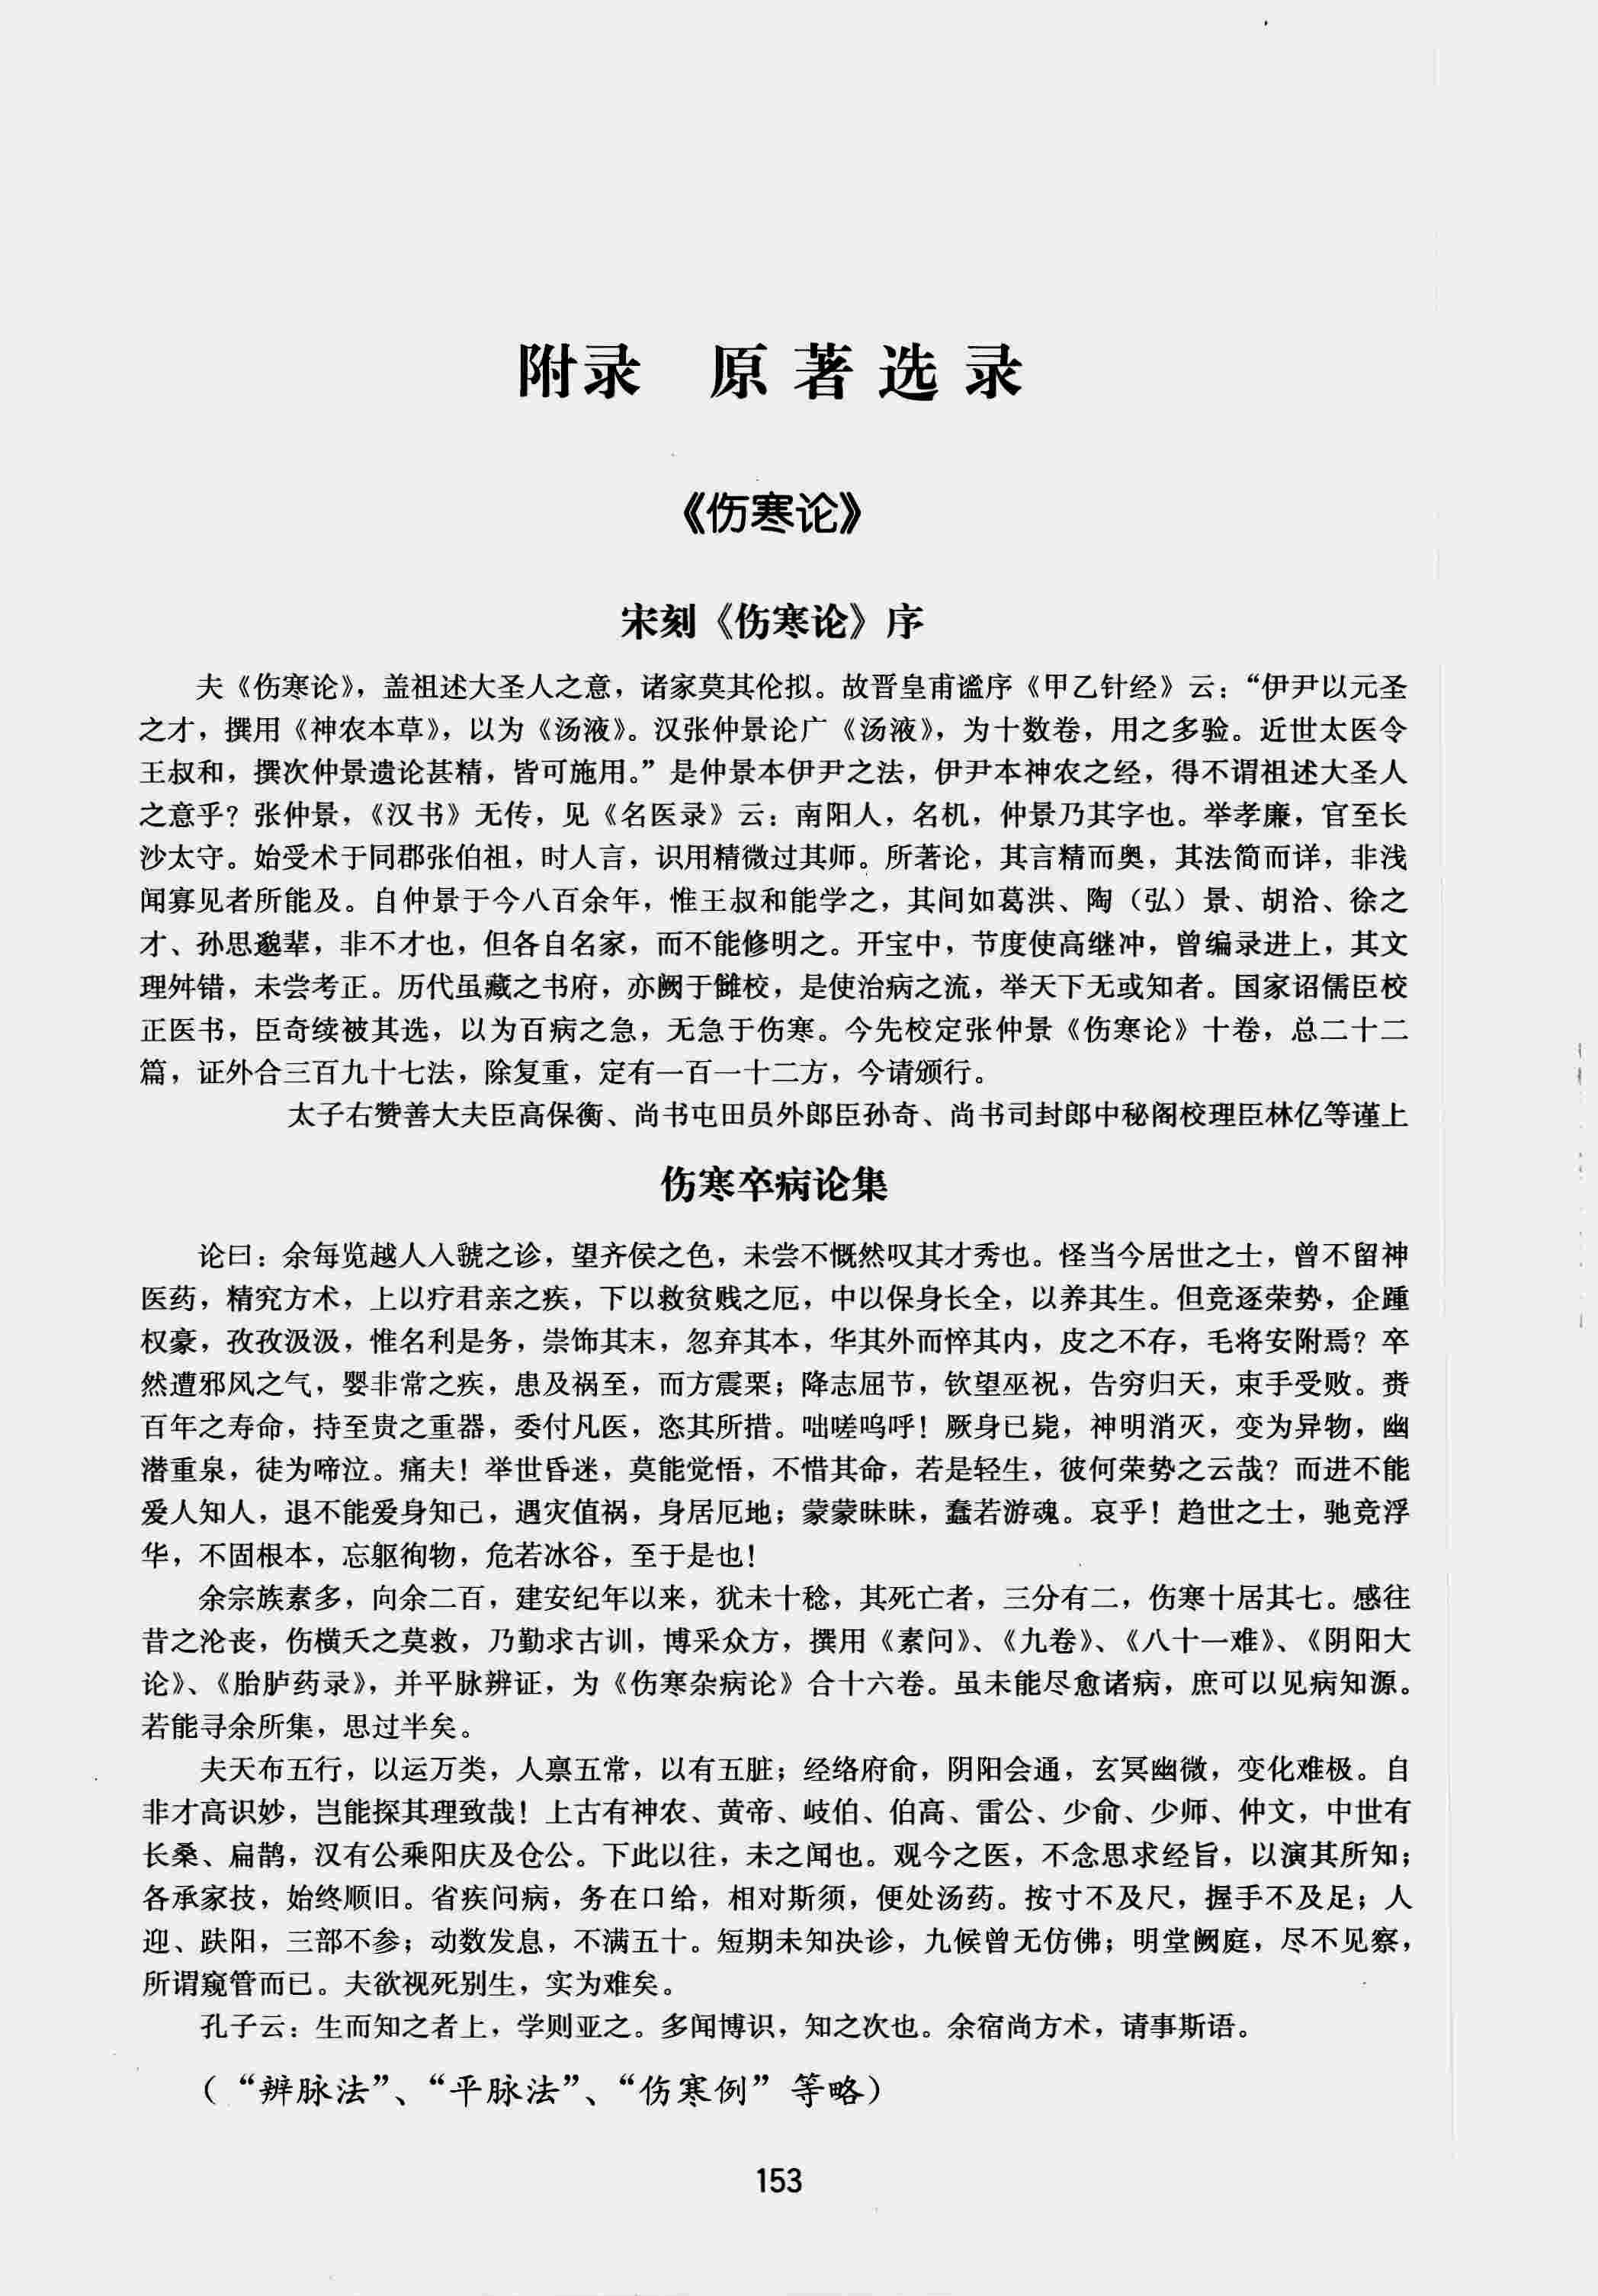 附录 原著选录
《伤寒论》
宋刻《伤寒论》序
夫《伤寒论》，盖祖述大圣人之意，诸家莫其伦拟。故晋皇甫谧序《甲乙针经》云：“伊尹以元圣
之才，撰用《神农本草》，以为《汤液》。汉张仲景论广《汤液》，为十数卷，用之多验。近世太医令
王叔和，撰次仲景遗论甚精，皆可施用。”是仲景本伊尹之法，伊尹本神农之经，得不谓祖述大圣人
之意乎？张仲景，《汉书》无传，见《名医录》云：南阳人，名机，仲景乃其字也。举孝廉，官至长
沙太守。始受术于同郡张伯祖，时人言，识用精微过其师。所著论，其言精而奥，其法简而详，非浅
闻寡见者所能及。自仲景于今八百余年，惟王叔和能学之，其间如葛洪、陶（弘）景、胡洽、徐之
才、孙思邈辈，非不才也，但各自名家，而不能修明之。开宝中，节度使高继冲，曾编录进上，其文
理舛错，未尝考正。历代虽藏之书府，亦阙于雠校，是使治病之流，举天下无或知者。国家诏儒臣校
正医书，臣奇续被其选，以为百病之急，无急于伤寒。今先校定张仲景《伤寒论》十卷，总二十二
篇，证外合三百九十七法，除复重，定有一百一十二方，今请颁行。
太子右赞善大夫臣高保衡、尚书屯田员外郎臣孙奇、尚书司封郎中秘阁校理臣林亿等谨上
伤寒卒病论集
论曰：余每览越人入虢之诊，望齐侯之色，未尝不慨然叹其才秀也。怪当今居世之士，曾不留神
医药，精究方术，上以疗君亲之疾，下以救贫贱之厄，中以保身长全，以养其生。但竞逐荣势，企踵
权豪，孜孜汲汲，惟名利是务，崇饰其末，忽弃其本，华其外而悴其内，皮之不存，毛将安附焉？卒
然遭邪风之气，婴非常之疾，患及祸至，而方震栗；降志屈节，钦望巫祝，告穷归天，束手受败。赍
百年之寿命，持至贵之重器，委付凡医，恣其所措。咄嗟呜呼！厥身已毙，神明消灭，变为异物，幽
潜重泉，徒为啼泣。痛夫！举世昏迷，莫能觉悟，不惜其命，若是轻生，彼何荣势之云哉？而进不能
爱人知人，退不能爱身知己，遇灾值祸，身居厄地；蒙蒙昧昧，蠢若游魂。哀乎！趋世之士，驰竞浮
华，不固根本，忘躯徇物，危若冰谷，至于是也！
余宗族素多，向余二百，建安纪年以来，犹未十稔，其死亡者，三分有二，伤寒十居其七。感往
昔之沦丧，伤横夭之莫救，乃勤求古训，博采众方，撰用《素问》、《九卷》、《八十一难》、《阴阳大
论》、《胎胪药录》，并平脉辨证，为《伤寒杂病论》合十六卷。虽未能尽愈诸病，庶可以见病知源。
若能寻余所集，思过半矣。
夫天布五行，以运万类，人禀五常，以有五脏；经络府俞，阴阳会通，玄冥幽微，变化难极。自
非才高识妙，岂能探其理致哉！上古有神农、黄帝、岐伯、伯高、雷公、少俞、少师、仲文，中世有
长桑、扁鹊，汉有公乘阳庆及仓公。下此以往，未之闻也。观今之医，不念思求经旨，以演其所知；
各承家技，始终顺旧。省疾问病，务在口给，相对斯须，便处汤药。按寸不及尺，握手不及足；人
迎、趺阳，三部不参；动数发息，不满五十。短期未知决诊，九候曾无仿佛；明堂阙庭，尽不见察，
所谓窥管而已。夫欲视死别生，实为难矣。
孔子云：生而知之者上，学则亚之。多闻博识，知之次也。余宿尚方术，请事斯语。
（“辨脉法”、“平脉法”、“伤寒例”等略）
153